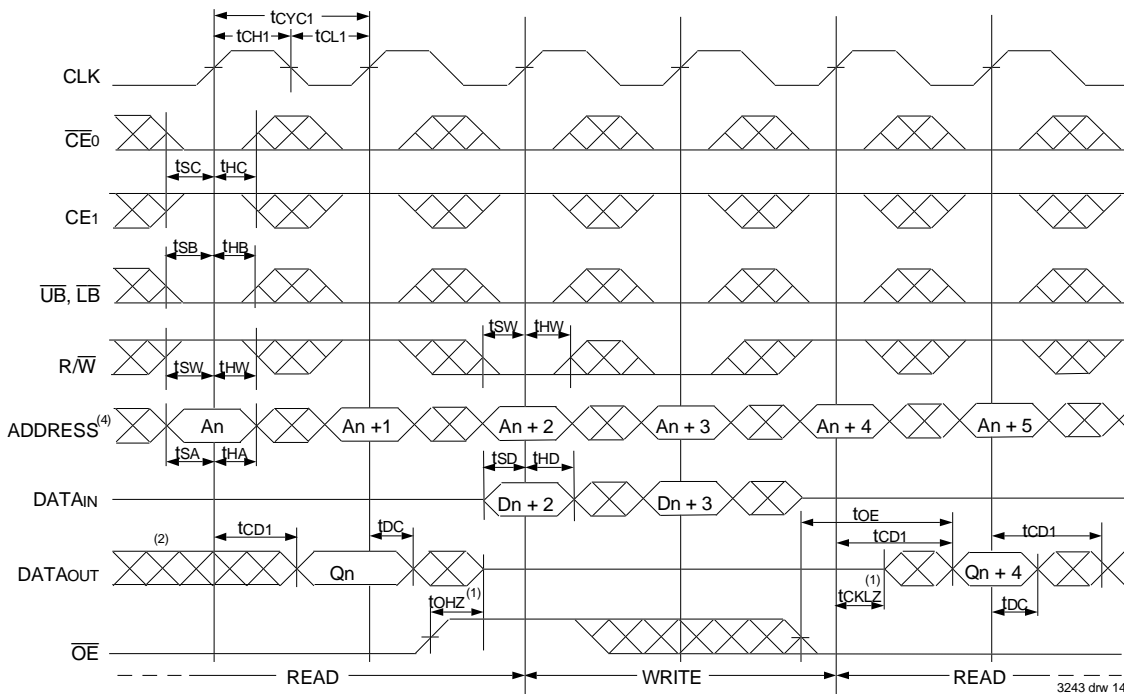 tCYC1
tCH1 tCL1
CLK
CE0
tSC tHC
CE1
tSB tHB
UB, LB
tSW tHW
R/W
tSW tHW
ADDRESS(4) An An +1 An + 2 An + 3 An + 4 An + 5
tSA tHA tSD tHD
DATAIN Dn + 2 Dn + 3
tOE
(2) tCD1 tDC tCD1 tCD1
DATAOUT Qn Qn + 4
tOHZ(1) tCKLZ(1) tDC
OE
READ WRITE READ
3243 drw 14